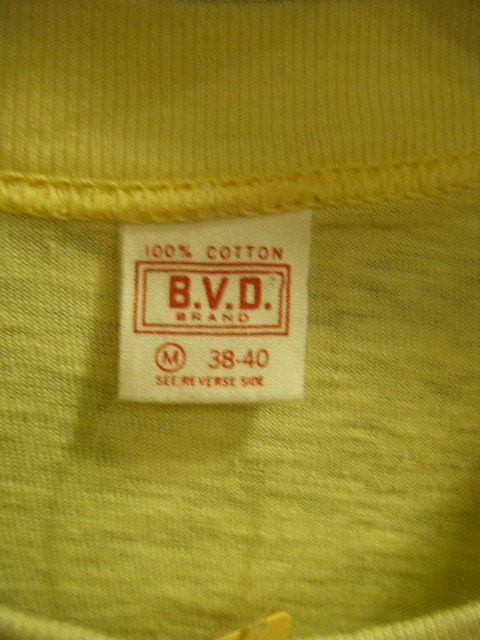 100% COTTON
B.V.D.
BRAND
M 38-40
SEE REVERSE SIDE